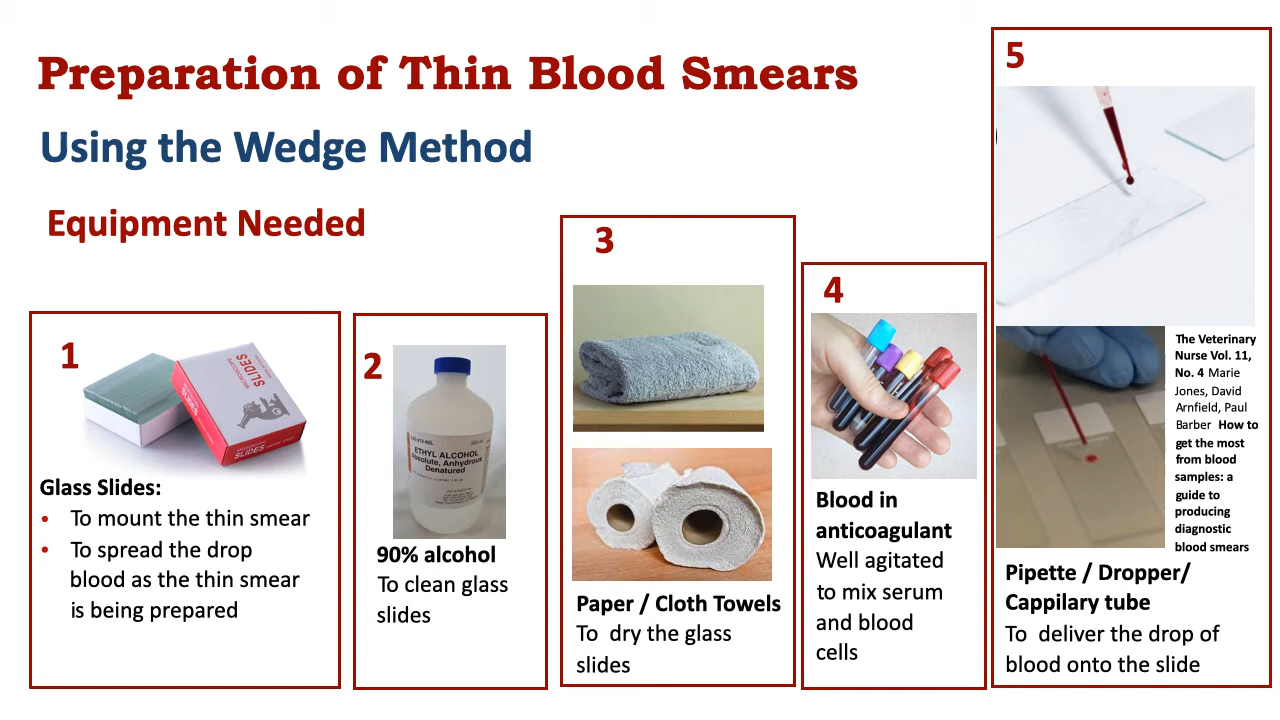 Preparation of Thin Blood Smears
Using the Wedge Method
Equipment Needed
1
SLIDES
MICROSCOPE
SLIDES
SLIDES
Glass Slides:
• To mount the thin smear
• To spread the drop
blood as the thin smear
is being prepared
2
ETHYL ALCOHOL
Absolute, Anhydrous
Denatured
90% alcohol
To clean glass
slides
3
Paper / Cloth Towels
To dry the glass
slides
4
Blood in
anticoagulant
Well agitated
to mix serum
and blood
cells
5
The Veterinary
Nurse Vol. 11,
No. 4 Marie
Jones, David
Arnfield, Paul
Barber How to
get the most
from blood
samples: a
guide to
producing
diagnostic
blood smears
Pipette / Dropper/
Cappilary tube
To deliver the drop of
blood onto the slide